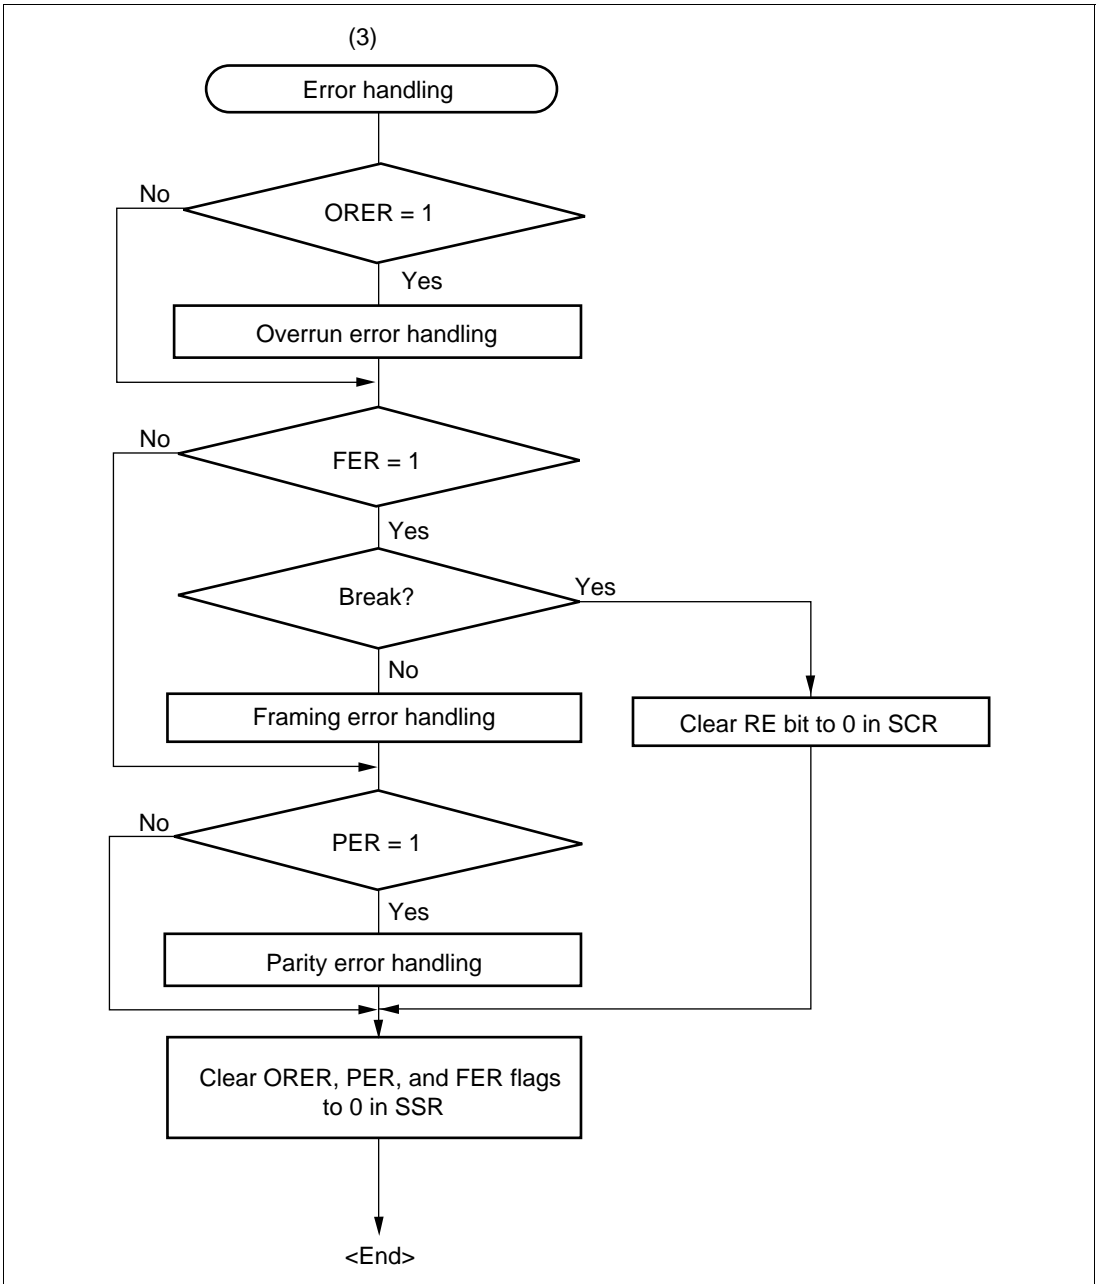 (3)
Error handling
No
ORER = 1
Yes
Overrun error handling
No
FER = 1
Yes
Break?
Yes
No
Framing error handling
Clear RE bit to 0 in SCR
No
PER = 1
Yes
Parity error handling
Clear ORER, PER, and FER flags
to 0 in SSR
<End>